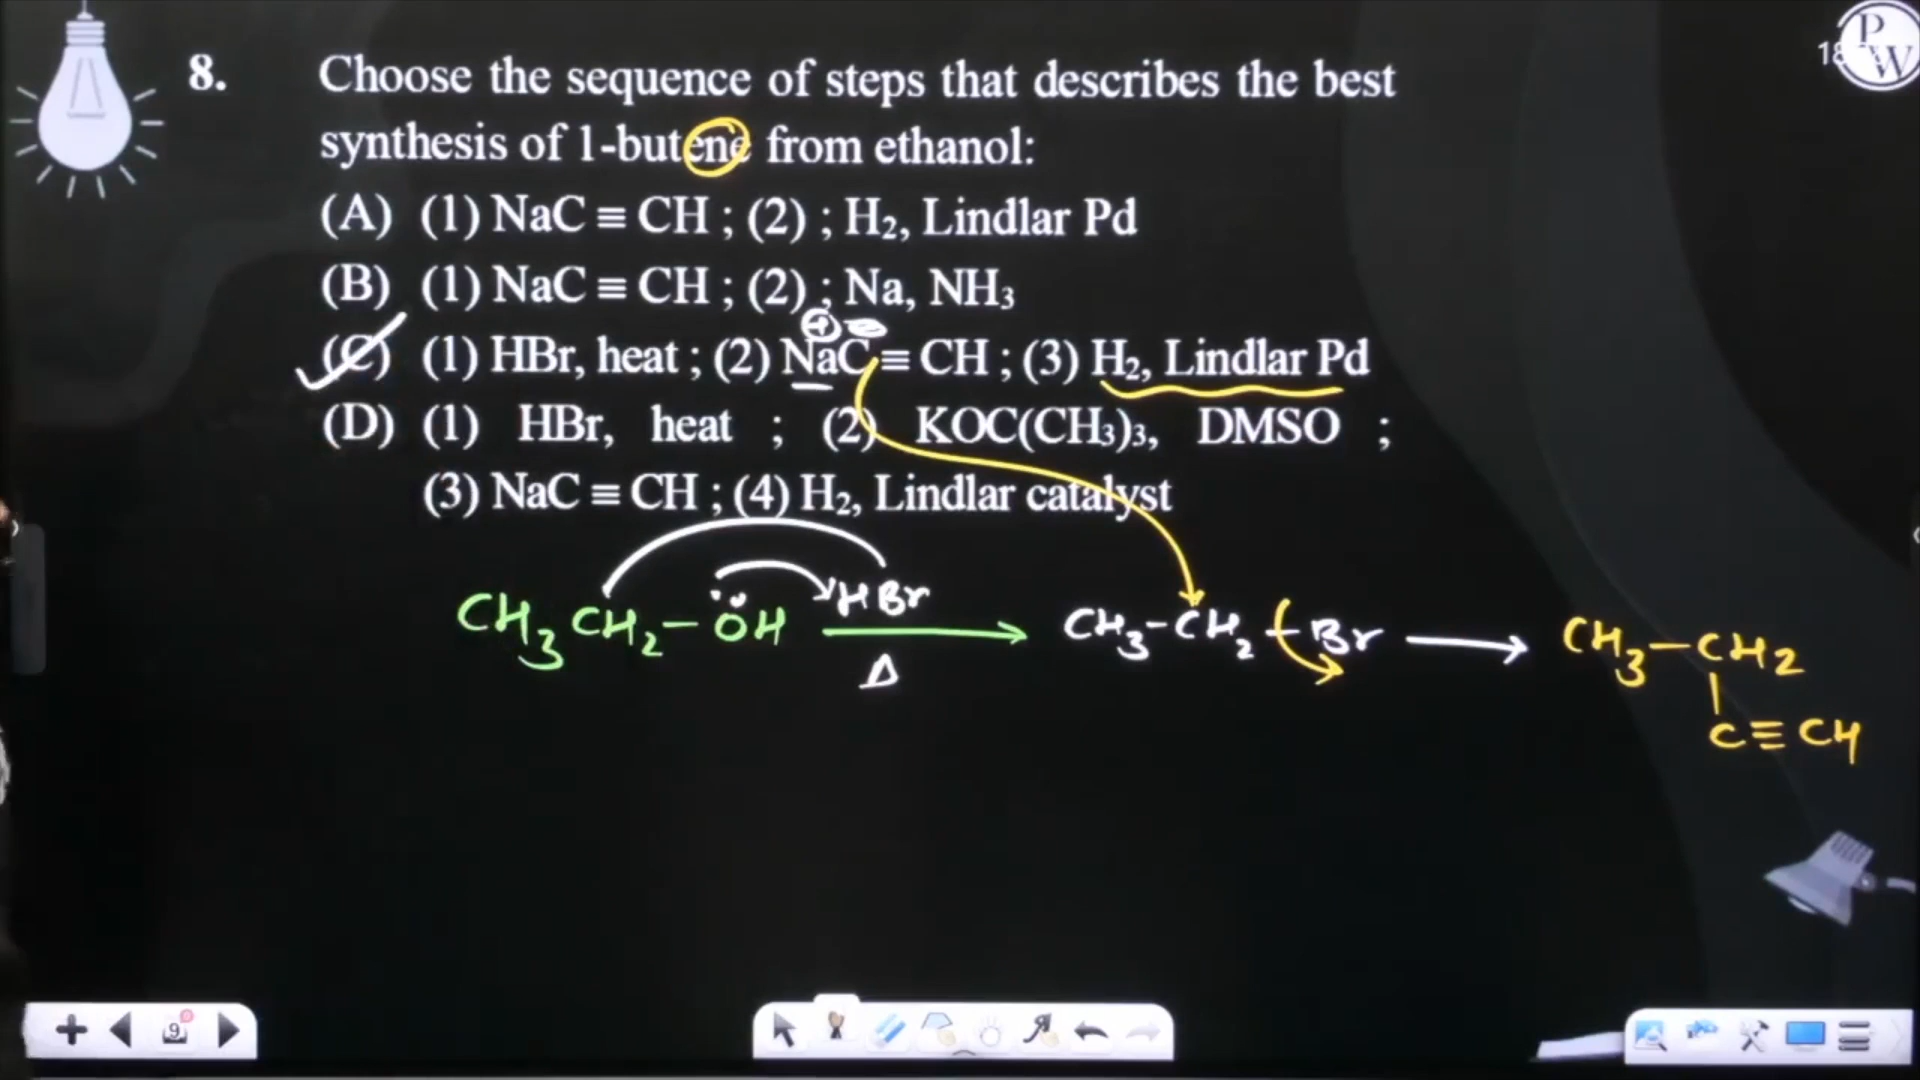 PW
8. Choose the sequence of steps that describes the best
synthesis of 1-butene from ethanol:
(A) (1) NaC ≡ CH ; (2) ; H₂, Lindlar Pd
(B) (1) NaC ≡ CH ; (2) ; Na, NH₃
⊕ ⊖
(C) (1) HBr, heat ; (2) NaC ≡ CH ; (3) H₂, Lindlar Pd
(D) (1) HBr, heat ; (2) KOC(CH₃)₃, DMSO ;
(3) NaC ≡ CH ; (4) H₂, Lindlar catalyst
CH₃CH₂-ÖH HBr → Δ CH₃-CH₂-Br → CH₃-CH₂
C≡CH
9